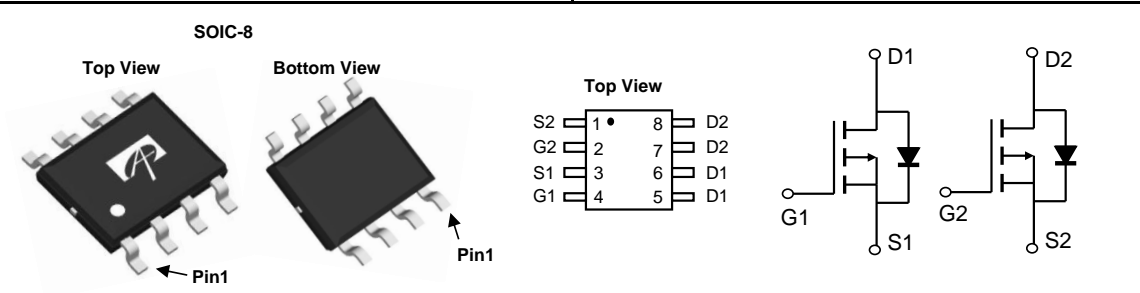 SOIC-8
Top View
Bottom View
Pin1
Pin1
Top View
S2 1 8 D2
G2 2 7 D2
S1 3 6 D1
G1 4 5 D1
D1
G1
S1
D2
G2
S2